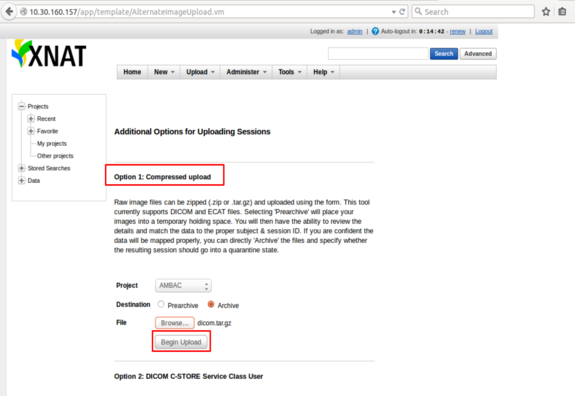 10.30.160.157/app/template/AlternateImageUpload.vm
Search
Logged in as: admin | ? Auto-logout in: 0:14:42 - renew | Logout
XNAT
Search
Advanced
Home New Upload Administer Tools Help
Projects
Recent
Favorite
My projects
Other projects
Stored Searches
Data
Additional Options for Uploading Sessions
Option 1: Compressed upload
Raw image files can be zipped (.zip or .tar.gz) and uploaded using the form. This tool
currently supports DICOM and ECAT files. Selecting 'Prearchive' will place your
images into a temporary holding space. You will then have the ability to review the
details and match the data to the proper subject & session ID. If you are confident the
data will be mapped properly, you can directly 'Archive' the files and specify whether
the resulting session should go into a quarantine state.
Project AMBAC
Destination Prearchive Archive
File Browse... dicom.tar.gz
Begin Upload
Option 2: DICOM C-STORE Service Class User